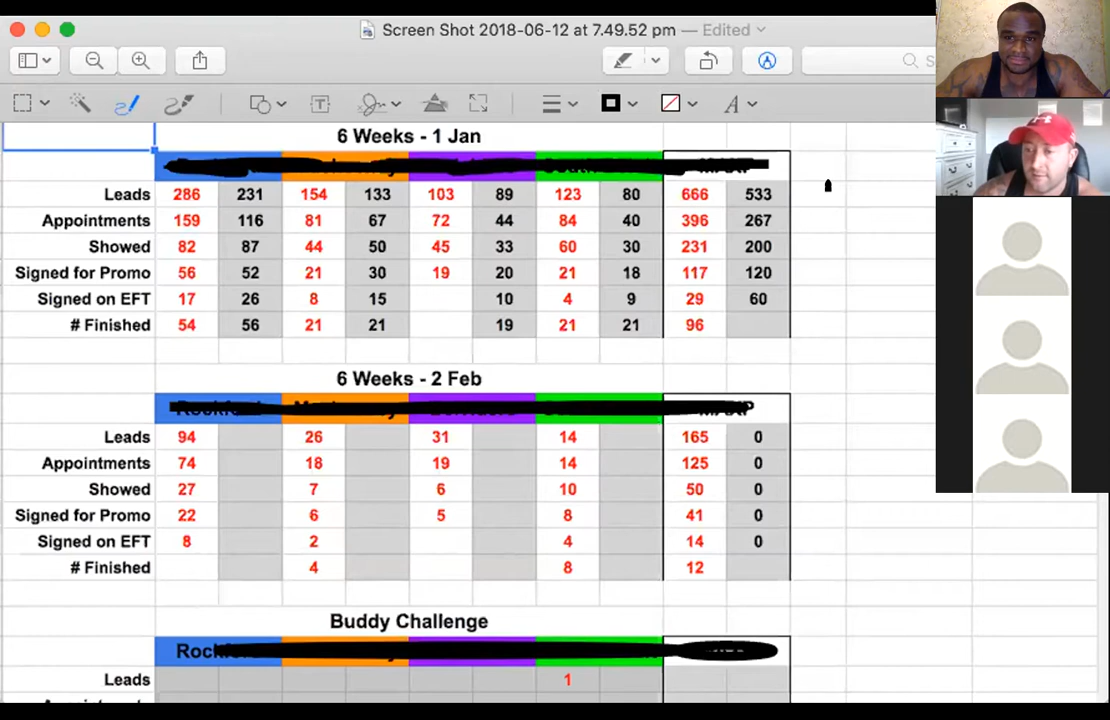 Screen Shot 2018-06-12 at 7.49.52 pm — Edited
A
6 Weeks - 1 Jan
Leads 286 231 154 133 103 89 123 80 666 533
Appointments 159 116 81 67 72 44 84 40 396 267
Showed 82 87 44 50 45 33 60 30 231 200
Signed for Promo 56 52 21 30 19 20 21 18 117 120
Signed on EFT 17 26 8 15 10 4 9 29 60
# Finished 54 56 21 21 19 21 21 96
6 Weeks - 2 Feb
Leads 94 26 31 14 165 0
Appointments 74 18 19 14 125 0
Showed 27 7 6 10 50 0
Signed for Promo 22 6 5 8 41 0
Signed on EFT 8 2 4 14 0
# Finished 4 8 12
Buddy Challenge
Leads 1